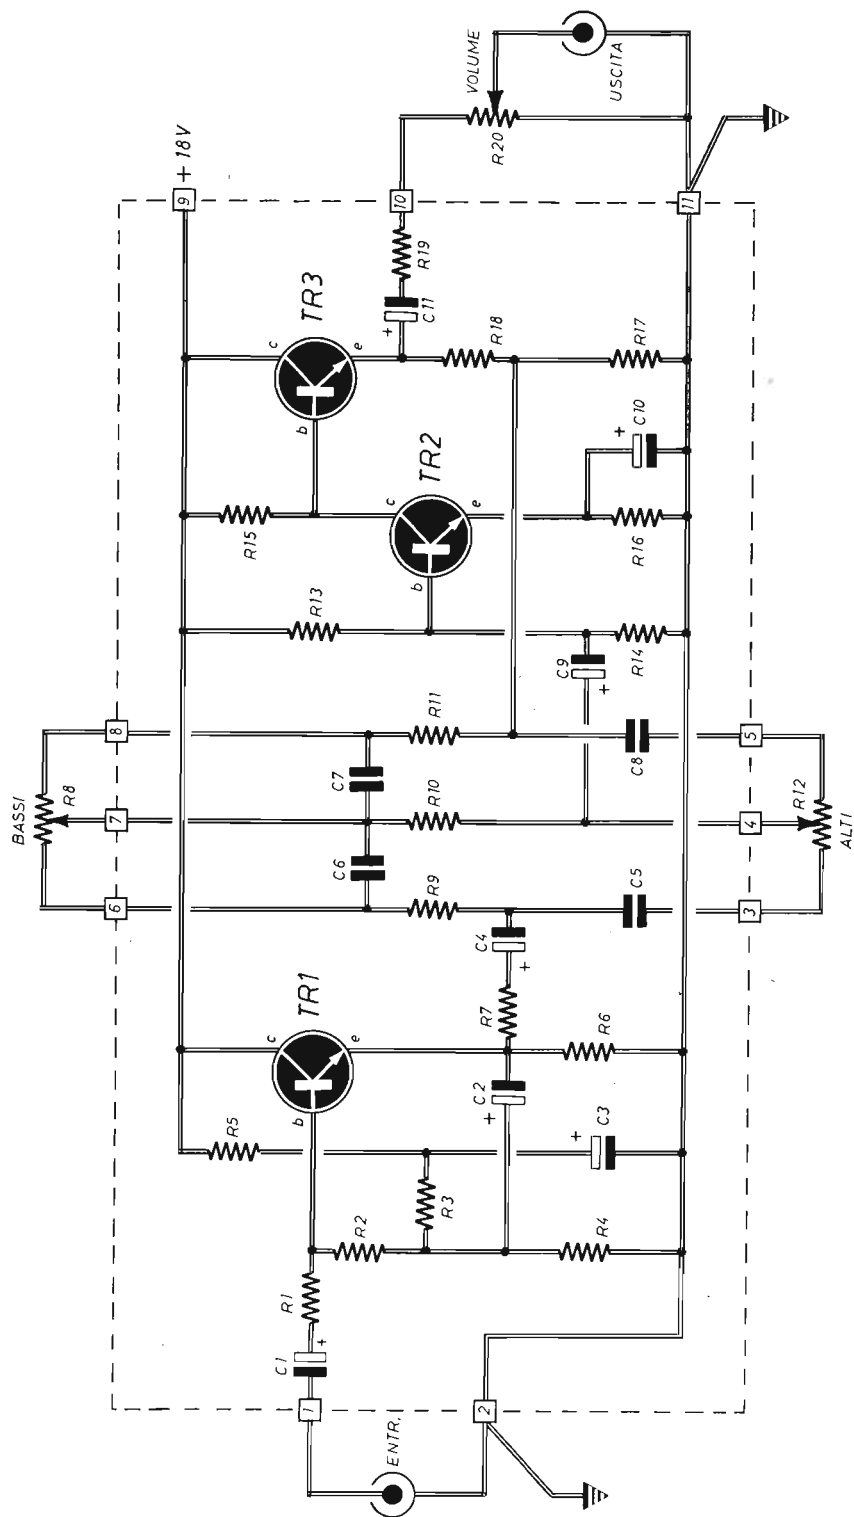 BASSI
R8
6
7
8
9
+ 18V
R5
TR1
c
b
e
R13
R15
TR3
c
b
e
C6
C7
10
VOLUME
R20
USCITA
C1
+
R1
R2
R3
R9
R10
R11
TR2
c
b
e
+
C11
R19
R18
1
ENTR.
2
+
C2
R7
C4
+
R4
+
C3
R6
C5
C8
C9
+
R14
R16
+
C10
R17
11
3
4
5
R12
ALTI